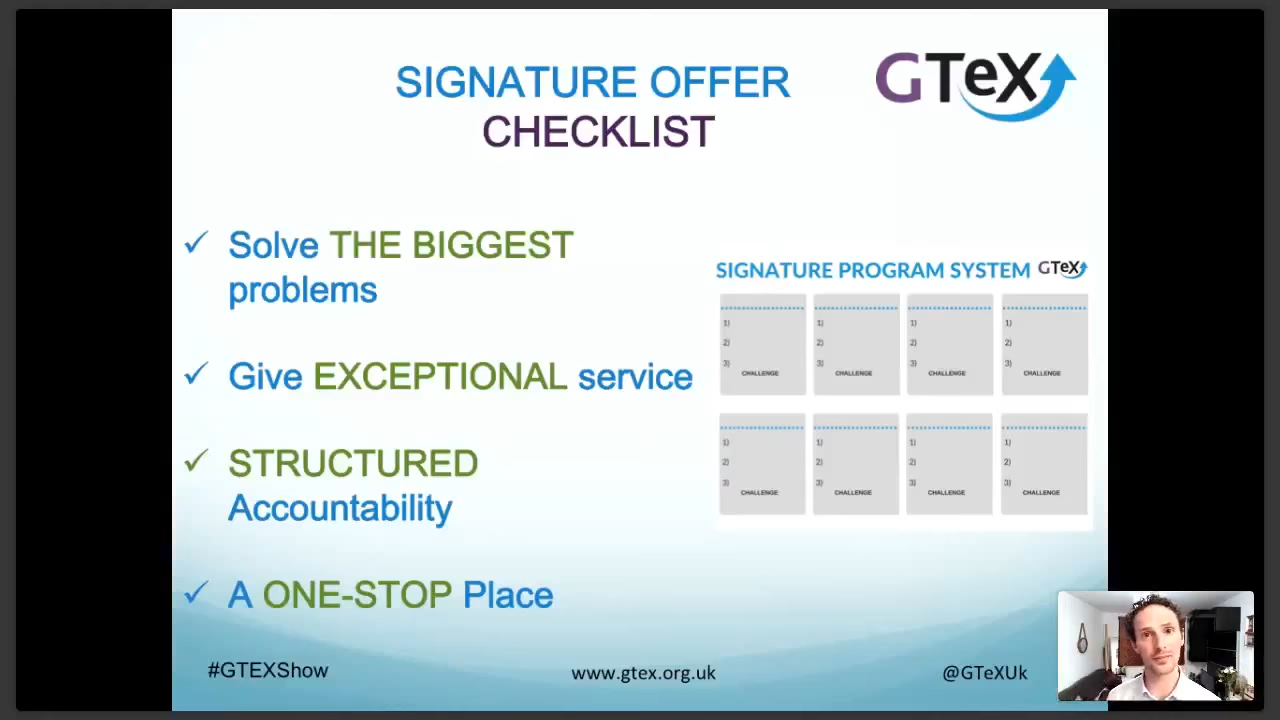 SIGNATURE OFFER
CHECKLIST
GTeX
✓ Solve THE BIGGEST
problems
✓ Give EXCEPTIONAL service
✓ STRUCTURED
Accountability
✓ A ONE-STOP Place
SIGNATURE PROGRAM SYSTEM GTeX
1) 1) 1) 1)
2) 2) 2) 2)
3) 3) 3) 3)
CHALLENGE CHALLENGE CHALLENGE CHALLENGE
1) 1) 1) 1)
2) 2) 2) 2)
3) 3) 3) 3)
CHALLENGE CHALLENGE CHALLENGE CHALLENGE
#GTEXShow www.gtex.org.uk @GTeXUk